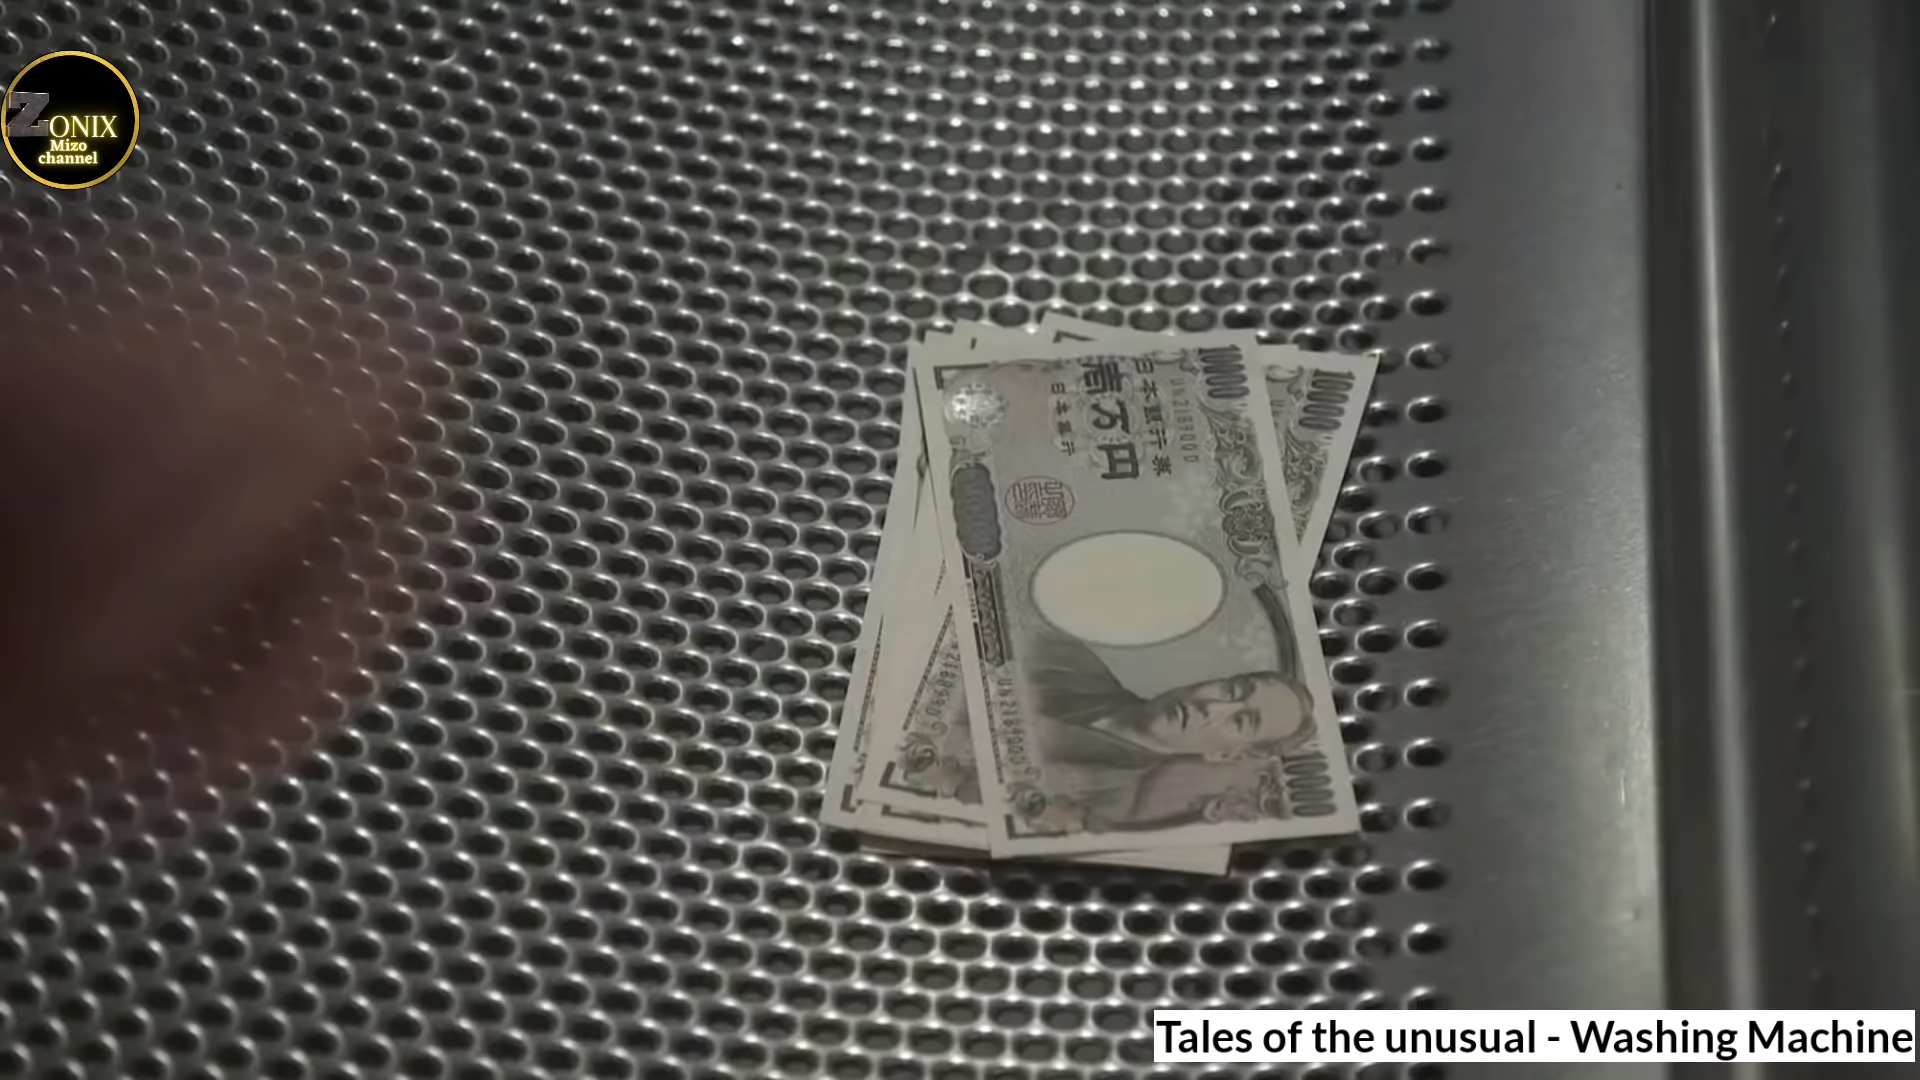 ZONIX
Mizo
channel
10000
10000
日本銀行券
壱万円
日本銀行
10000
Tales of the unusual - Washing Machine